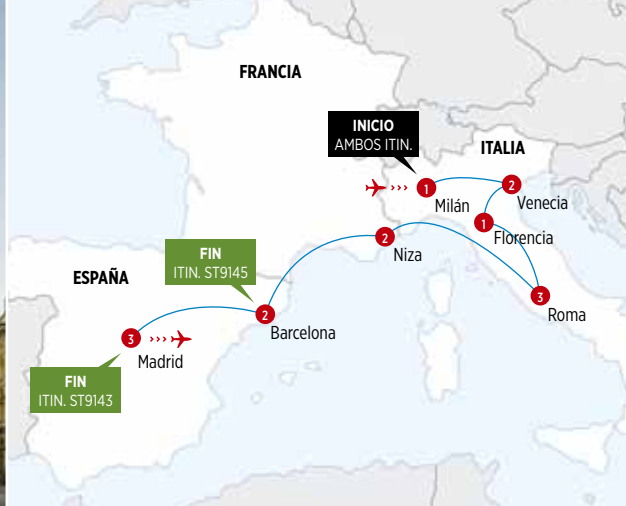 FRANCIA
INICIO
AMBOS ITIN.
ITALIA
1
Milán
2
Venecia
1
Florencia
2
Niza
3
Roma
FIN
ITIN. ST9145
ESPAÑA
2
Barcelona
3
Madrid
FIN
ITIN. ST9143